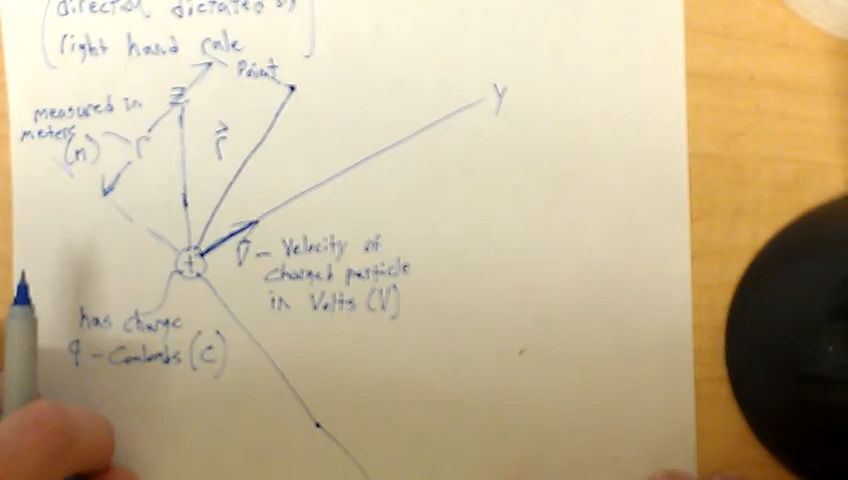 direction dictated by
right hand rule
Point
Z
measured in
meters
(m)
r
r
Y
V - Velocity of
charged particle
in Volts (V)
+
has charge
q - Coulombs (C)